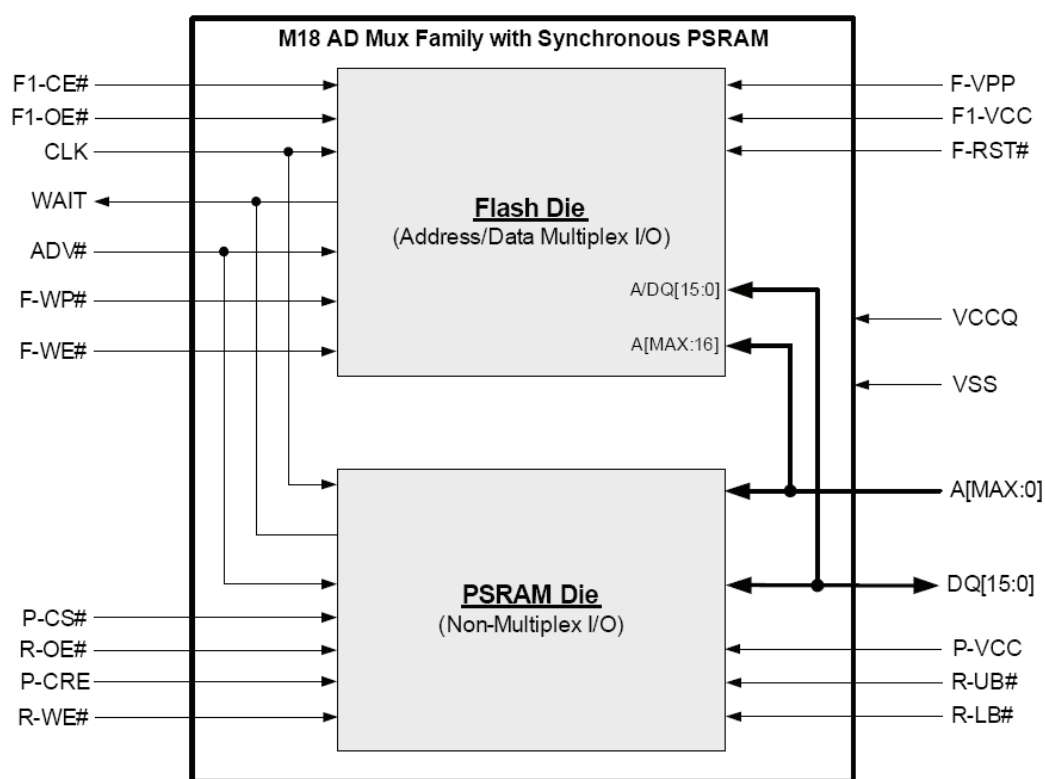 M18 AD Mux Family with Synchronous PSRAM
F1-CE#
F1-OE#
CLK
WAIT
ADV#
F-WP#
F-WE#
Flash Die
(Address/Data Multiplex I/O)
A/DQ[15:0]
A[MAX:16]
F-VPP
F1-VCC
F-RST#
VCCQ
VSS
A[MAX:0]
DQ[15:0]
PSRAM Die
(Non-Multiplex I/O)
P-CS#
R-OE#
P-CRE
R-WE#
P-VCC
R-UB#
R-LB#